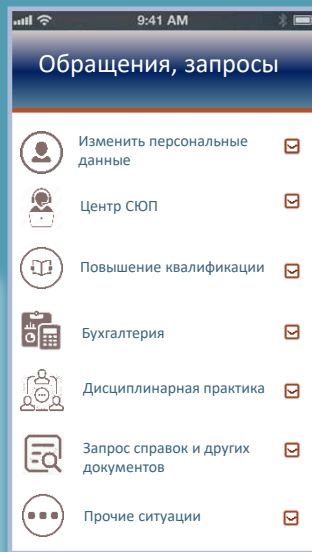 9:41 AM
Обращения, запросы
Изменить персональные
данные
Центр СЮП
Повышение квалификации
Бухгалтерия
Дисциплинарная практика
Запрос справок и других
документов
Прочие ситуации